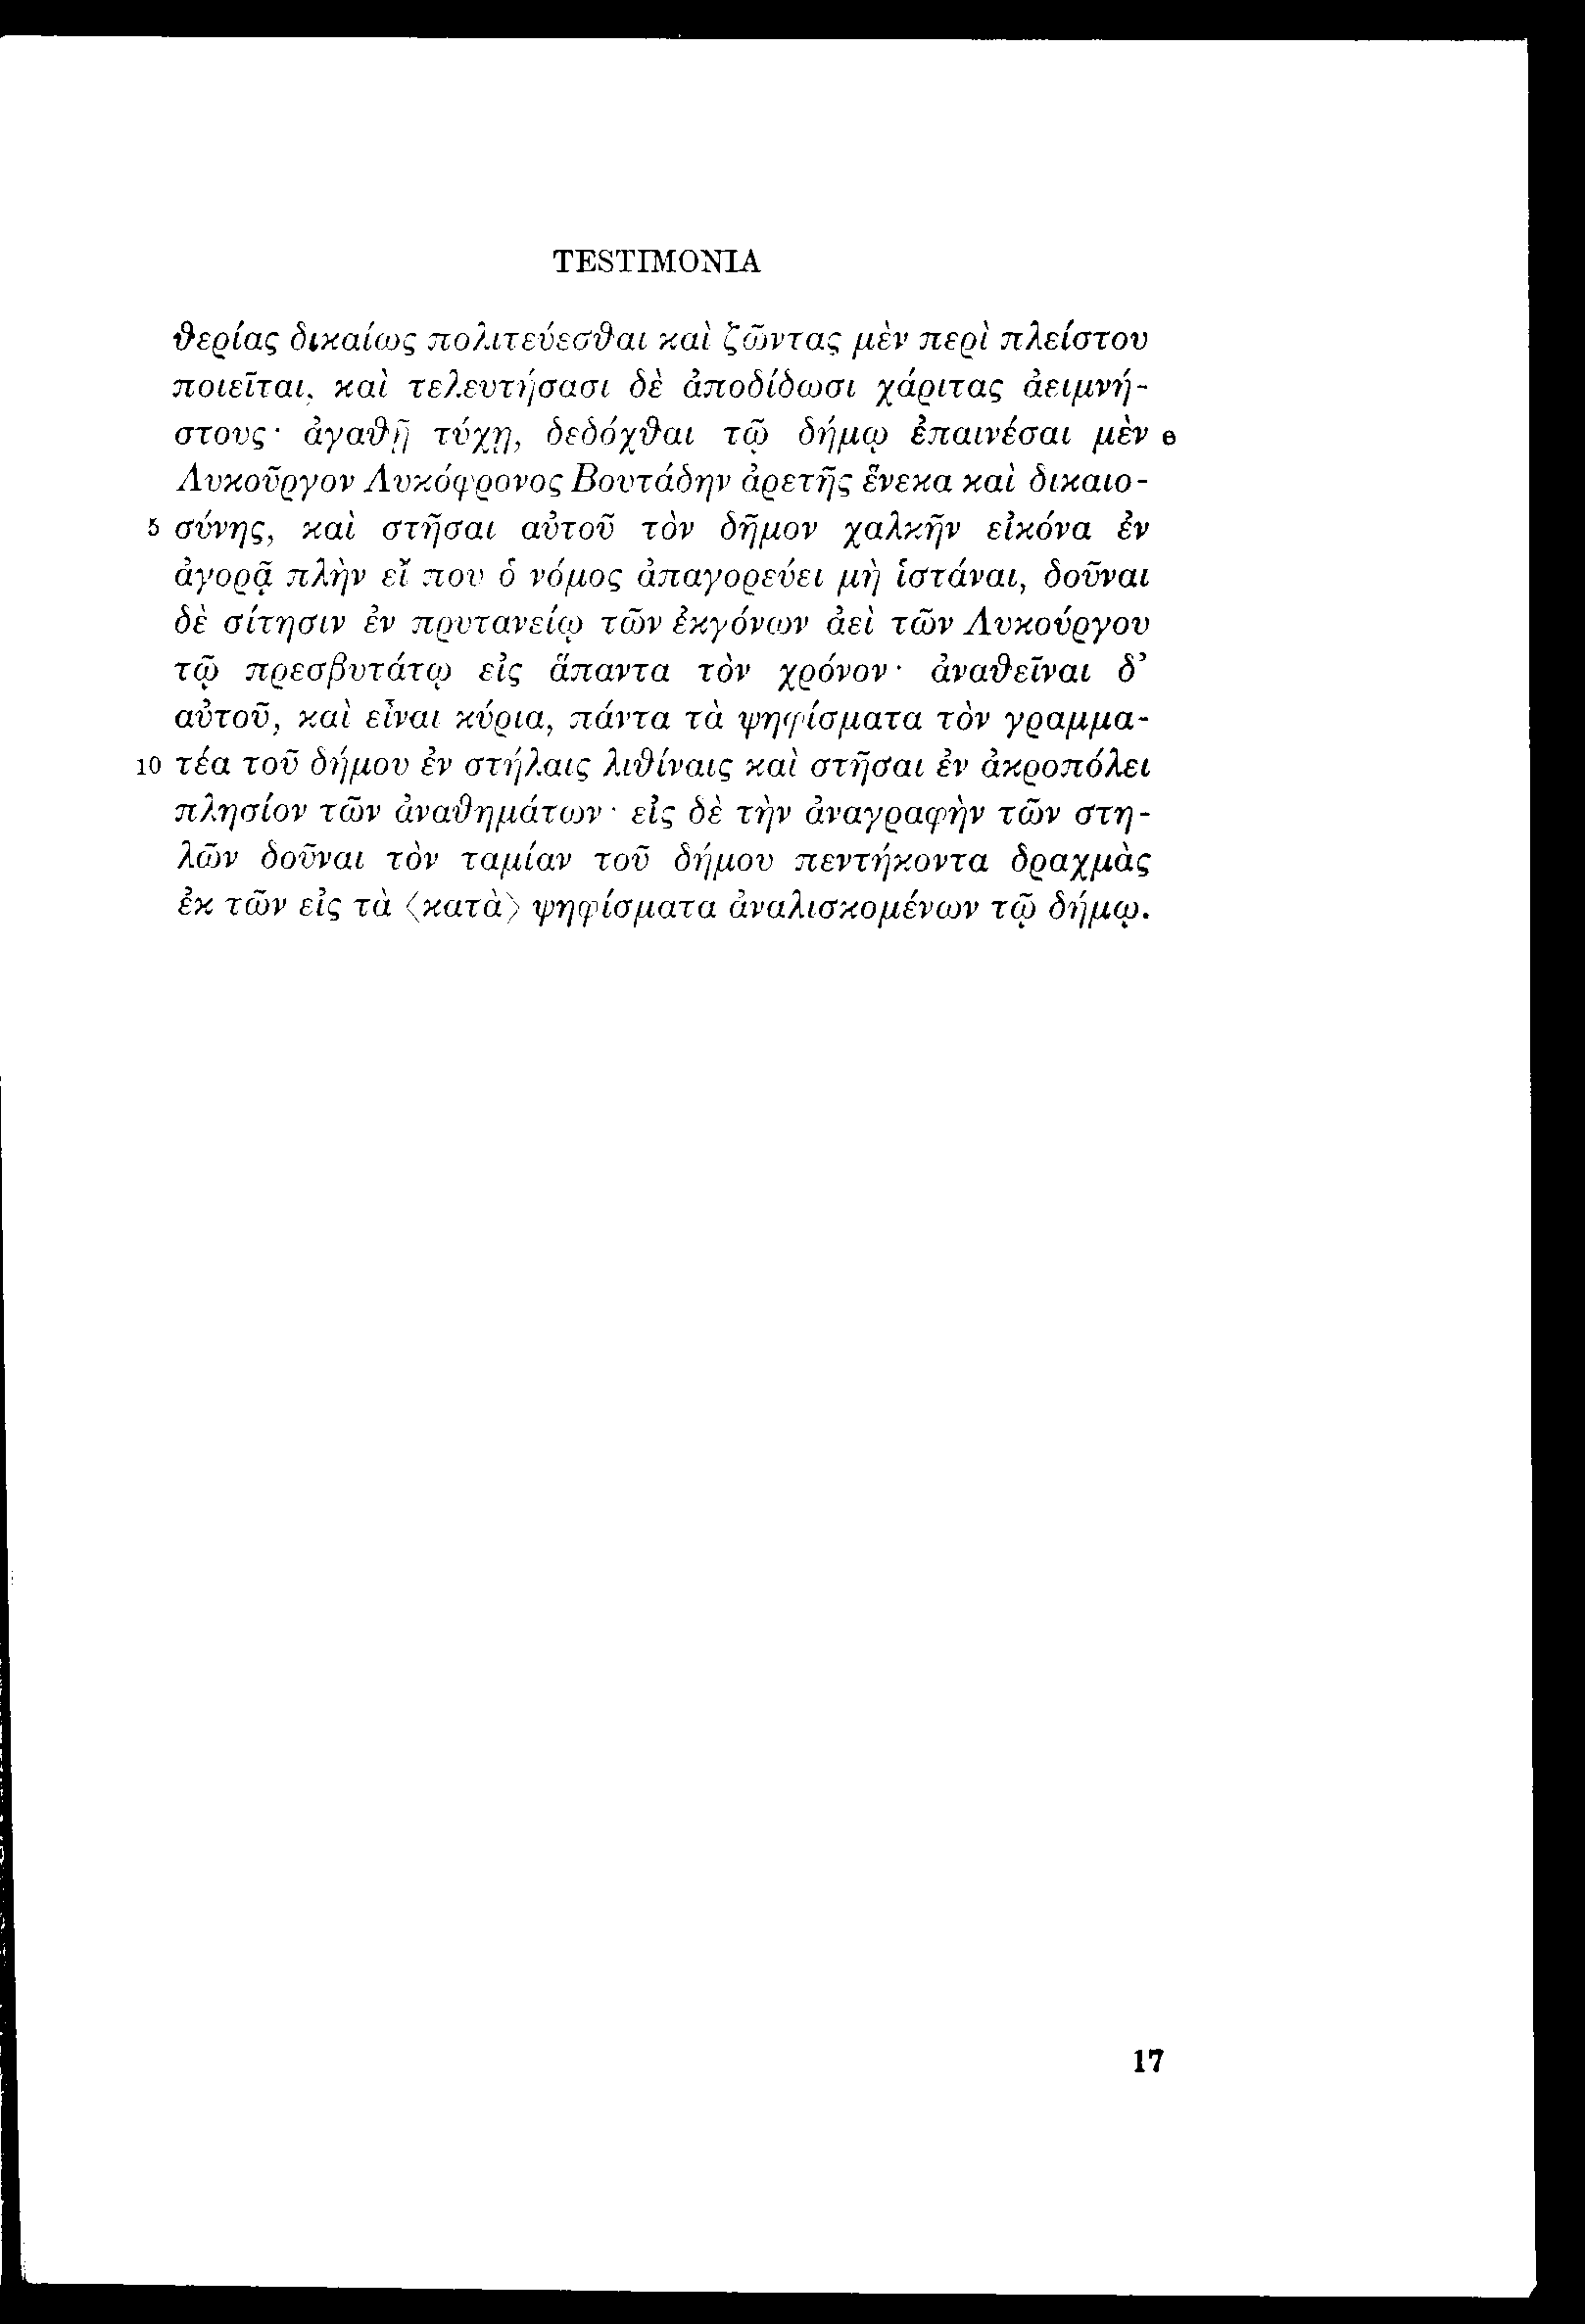 TESTIMONIA
θερίας δικαίως πολιτεύεσθαι καὶ ζῶντας μὲν περὶ πλείστου
ποιεῖται, καὶ τελευτήσασι δὲ ἀποδίδωσι χάριτας ἀειμνή-
στους· ἀγαθῇ τύχῃ, δεδόχθαι τῷ δήμῳ ἐπαινέσαι μὲν e
Λυκοῦργον Λυκόφρονος Βουτάδην ἀρετῆς ἕνεκα καὶ δικαιο-
5 σύνης, καὶ στῆσαι αὐτοῦ τὸν δῆμον χαλκῆν εἰκόνα ἐν
ἀγορᾷ πλὴν εἴ που ὁ νόμος ἀπαγορεύει μὴ ἱστάναι, δοῦναι
δὲ σίτησιν ἐν πρυτανείῳ τῶν ἐκγόνων ἀεὶ τῶν Λυκούργου
τῷ πρεσβυτάτῳ εἰς ἅπαντα τὸν χρόνον· ἀναθεῖναι δ’
αὐτοῦ, καὶ εἶναι κύρια, πάντα τὰ ψηφίσματα τὸν γραμμα-
10 τέα τοῦ δήμου ἐν στήλαις λιθίναις καὶ στῆσαι ἐν ἀκροπόλει
πλησίον τῶν ἀναθημάτων· εἰς δὲ τὴν ἀναγραφὴν τῶν στη-
λῶν δοῦναι τὸν ταμίαν τοῦ δήμου πεντήκοντα δραχμὰς
ἐκ τῶν εἰς τὰ ⟨κατὰ⟩ ψηφίσματα ἀναλισκομένων τῷ δήμῳ.
17